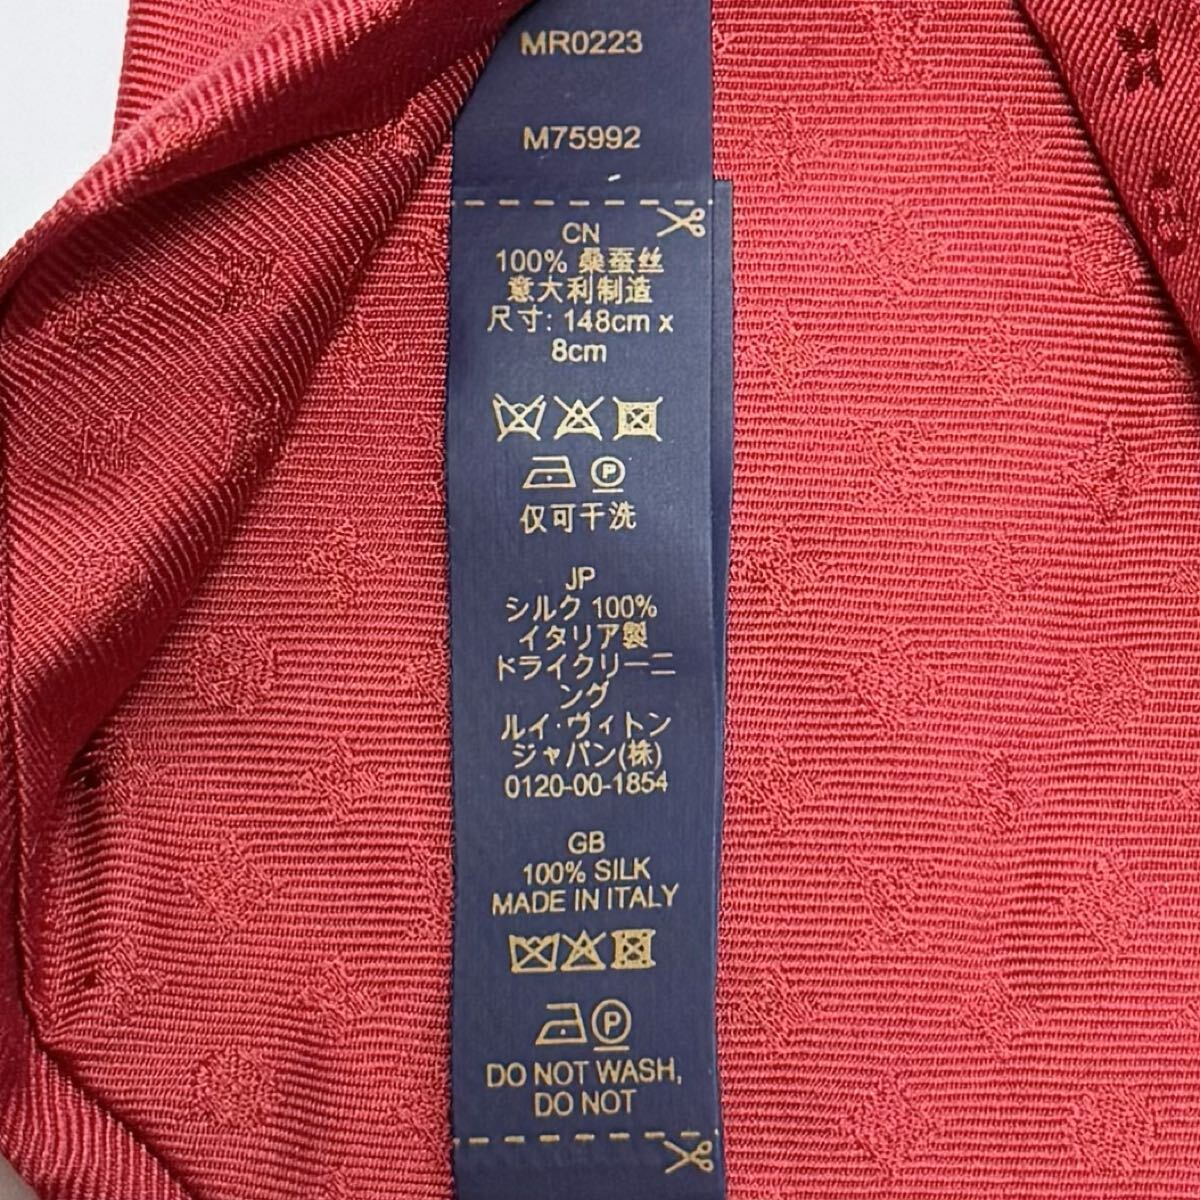 MR0223
M75992
CN
100% 桑蚕丝
意大利制造
尺寸: 148cm x
8cm
P
仅可干洗
JP
シルク 100%
イタリア製
ドライクリーニ
ング
ルイ·ヴィトン
ジャパン(株)
0120-00-1854
GB
100% SILK
MADE IN ITALY
P
DO NOT WASH,
DO NOT